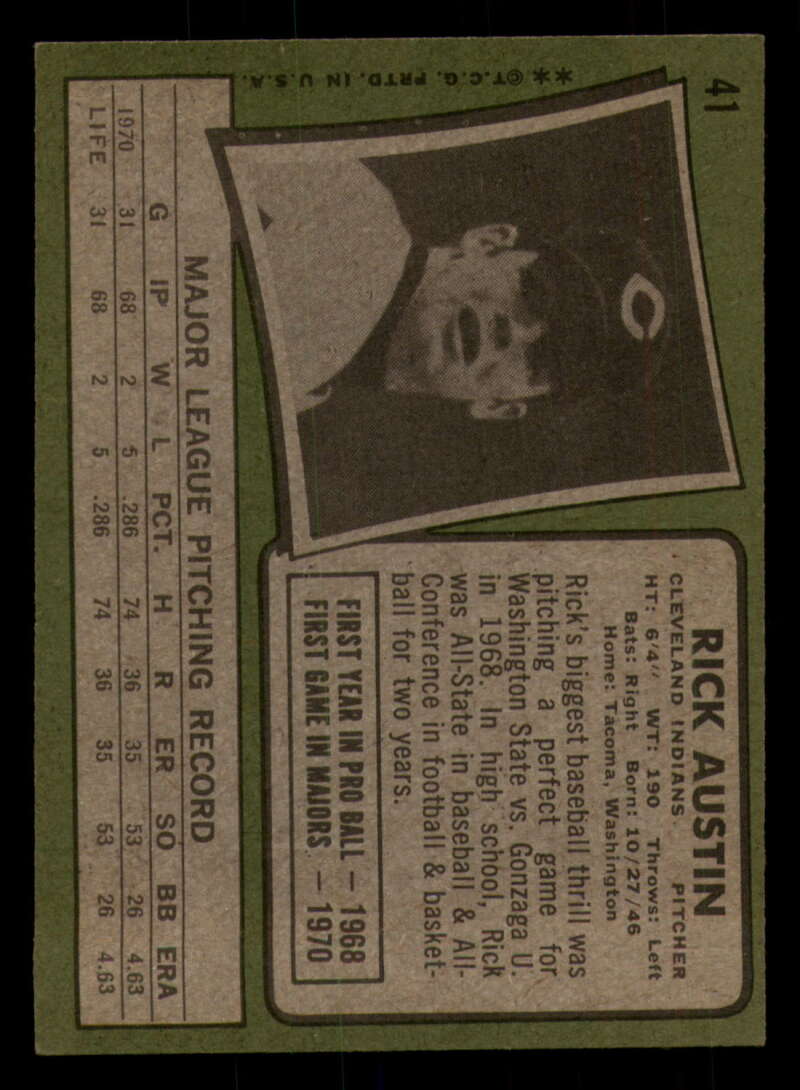 41
**©T.C.G. PRTD. IN U.S.A.
C
RICK AUSTIN
CLEVELAND INDIANS PITCHER
HT: 6'4" WT: 190 Throws: Left
Bats: Right Born: 10/27/46
Home: Tacoma, Washington
Rick's biggest baseball thrill was
pitching a perfect game for
Washington State vs. Gonzaga U.
in 1968. In high school, Rick
was All-State in baseball & All-
Conference in football & basket-
ball for two years.
FIRST YEAR IN PRO BALL — 1968
FIRST GAME IN MAJORS — 1970
MAJOR LEAGUE PITCHING RECORD
G IP W L PCT. H R ER SO BB ERA
1970 31 68 2 5 .286 74 36 35 53 26 4.63
LIFE 31 68 2 5 .286 74 36 35 53 26 4.63